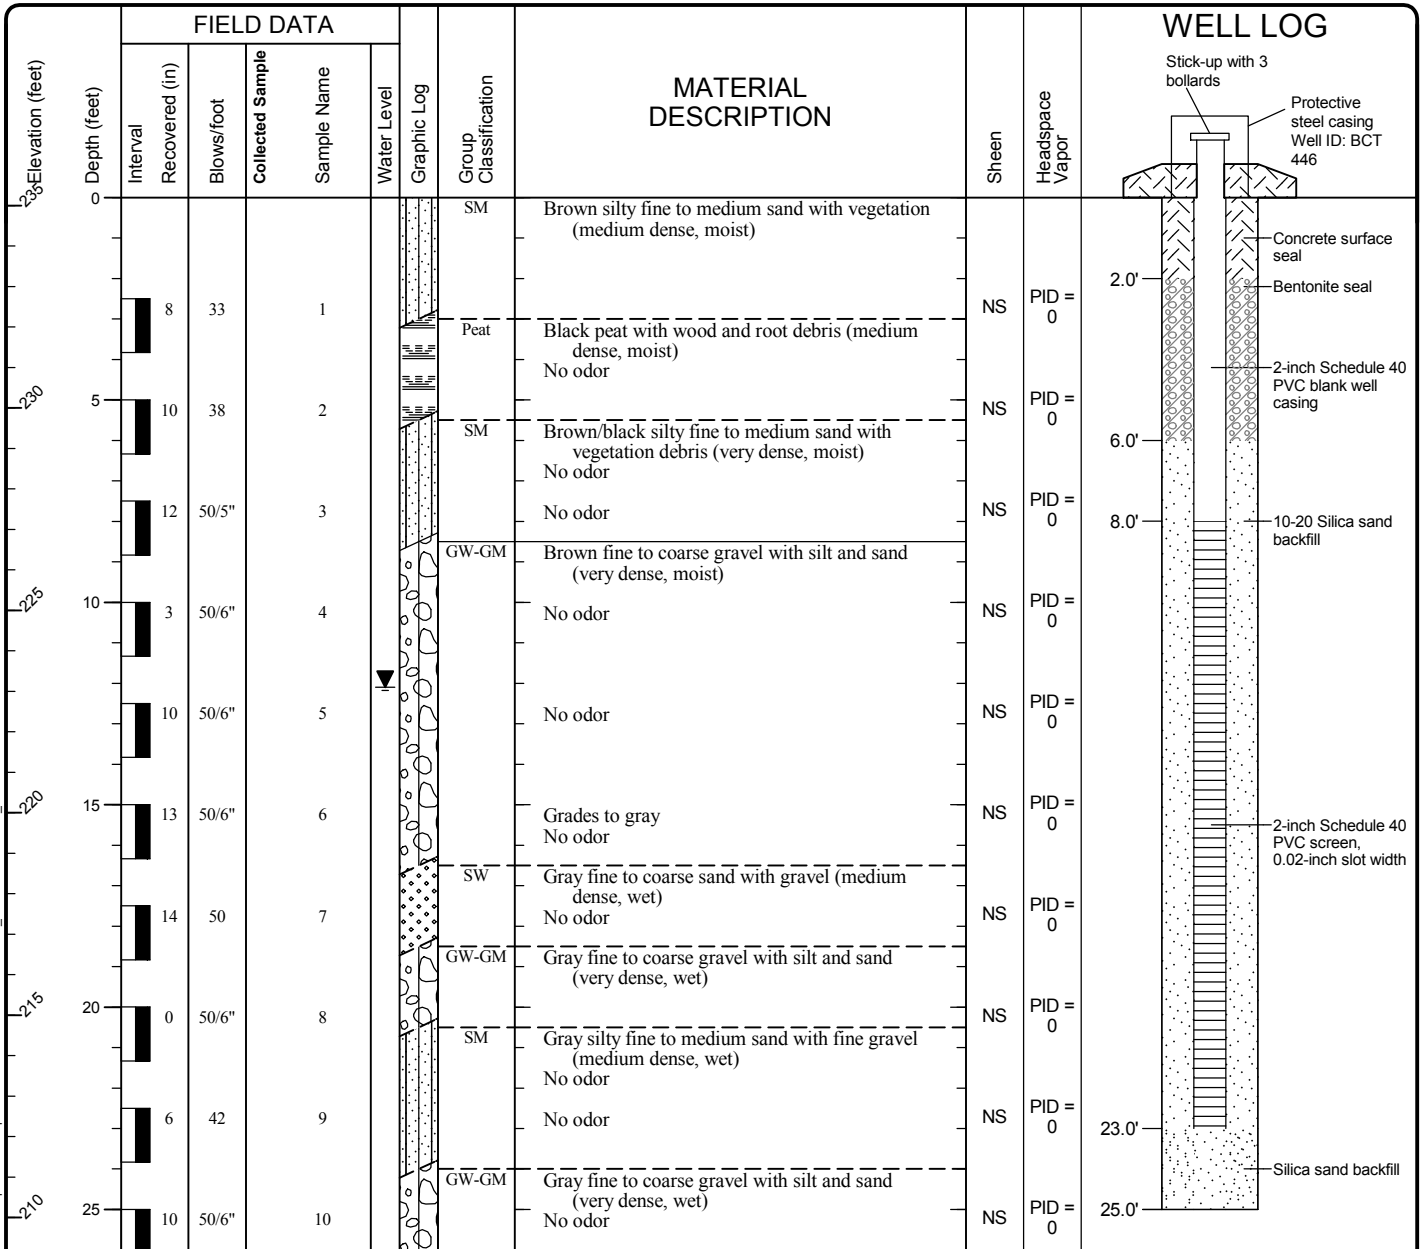 FIELD DATA
WELL LOG
Elevation (feet)
Depth (feet)
Interval
Recovered (in)
Blows/foot
Collected Sample
Sample Name
Water Level
Graphic Log
Group
Classification
MATERIAL
DESCRIPTION
Sheen
Headspace
Vapor
Stick-up with 3
bollards
Protective
steel casing
Well ID: BCT
446
235
0
SM
Brown silty fine to medium sand with vegetation
(medium dense, moist)
Concrete surface
seal
2.0'
Bentonite seal
8 33 1
NS
PID =
0
Peat
Black peat with wood and root debris (medium
dense, moist)
No odor
2-inch Schedule 40
PVC blank well
casing
230
5
10 38 2
NS
PID =
0
SM
Brown/black silty fine to medium sand with
vegetation debris (very dense, moist)
No odor
6.0'
12 50/5" 3
No odor
NS
PID =
0
8.0'
10-20 Silica sand
backfill
GW-GM
Brown fine to coarse gravel with silt and sand
(very dense, moist)
225
10
3 50/6" 4
No odor
NS
PID =
0
10 50/6" 5
No odor
NS
PID =
0
220
15
13 50/6" 6
Grades to gray
No odor
NS
PID =
0
2-inch Schedule 40
PVC screen,
0.02-inch slot width
SW
Gray fine to coarse sand with gravel (medium
dense, wet)
No odor
14 50 7
NS
PID =
0
GW-GM
Gray fine to coarse gravel with silt and sand
(very dense, wet)
215
20
0 50/6" 8
NS
PID =
0
SM
Gray silty fine to medium sand with fine gravel
(medium dense, wet)
No odor
6 42 9
No odor
NS
PID =
0
23.0'
Silica sand backfill
GW-GM
Gray fine to coarse gravel with silt and sand
(very dense, wet)
No odor
210
25
10 50/6" 10
NS
PID =
0
25.0'